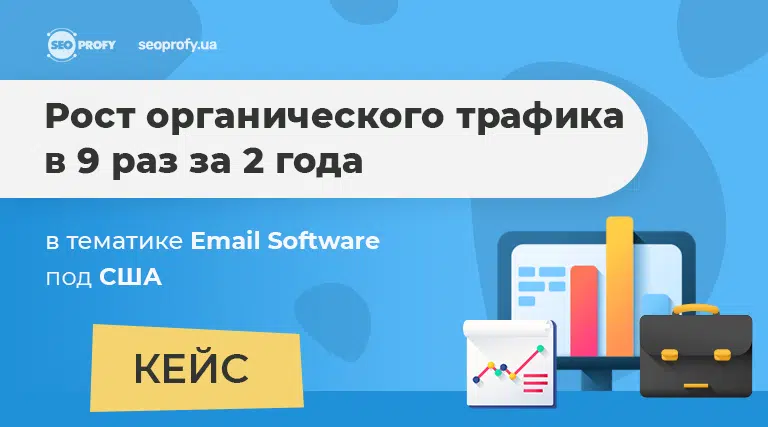 SEO PROFY seoprofy.ua
Рост органического трафика
в 9 раз за 2 года
в тематике Email Software
под США
КЕЙС